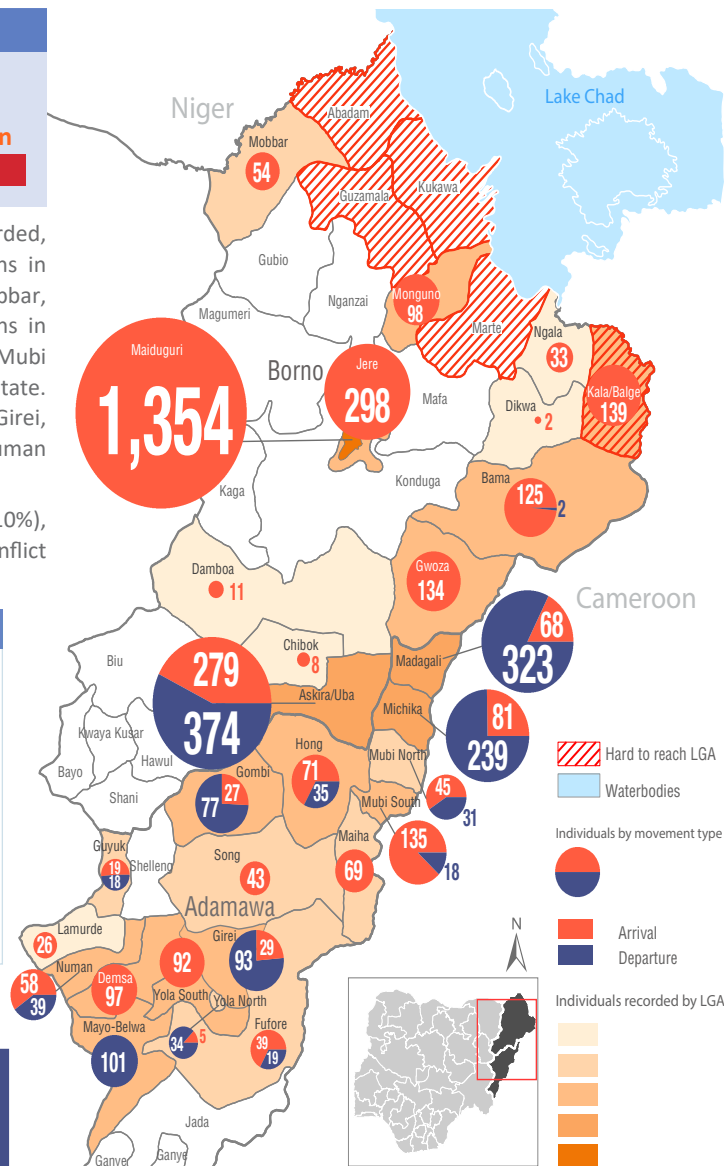 n
rded,
ns in
bbar,
ns in
Mubi
tate.
Girei,
uman
10%),
nflict
Niger
Lake Chad
Abadam
Mobbar
54
Kukawa
Guzamala
Gubio
Monguno
98
Nganzai
Magumeri
Marte
Ngala
33
Maiduguri
1,354
Borno
Jere
298
Mafa
Dikwa
2
Kala/Balge
139
Kaga
Konduga
Bama
125
2
Damboa
11
Gwoza
134
Cameroon
Chibok
8
Madagali
68
323
Biu
279
374
Askira/Uba
Michika
81
239
Kwaya Kusar
Hawul
Bayo
Shani
Gombi
27
77
Hong
71
35
Mubi North
45
31
Mubi South
135
18
Hard to reach LGA
Waterbodies
Individuals by movement type
Guyuk
19
18
Shelleng
Song
43
Maiha
69
Adamawa
Lamurde
26
Girei
29
93
N
Arrival
Departure
Numan
58
39
Demsa
97
92
Yola South
Yola North
5
34
Individuals recorded by LGA
Mayo-Belwa
101
Fufore
39
19
Jada
Ganye
Ganye